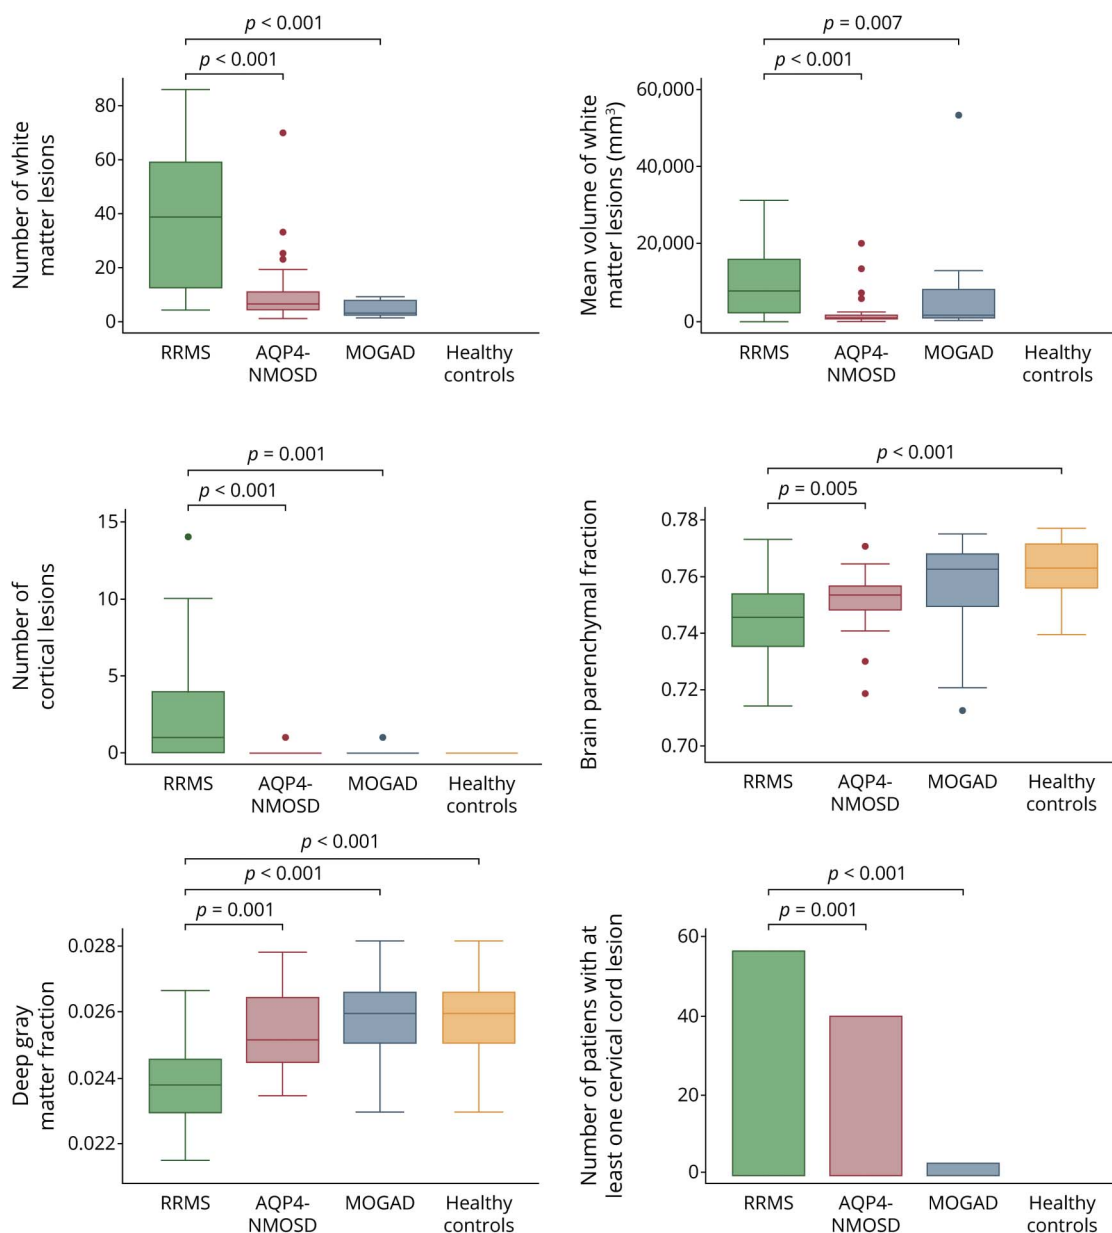 p < 0.001
p < 0.001
Number of white
matter lesions
80
60
40
20
0
RRMS
AQP4-
NMOSD
MOGAD
Healthy
controls
p = 0.007
p < 0.001
Mean volume of white
matter lesions (mm³)
60,000
40,000
20,000
0
RRMS
AQP4-
NMOSD
MOGAD
Healthy
controls
p = 0.001
p < 0.001
Number of
cortical lesions
15
10
5
0
RRMS
AQP4-
NMOSD
MOGAD
Healthy
controls
p < 0.001
p = 0.005
Brain parenchymal fraction
0.78
0.76
0.74
0.72
0.70
RRMS
AQP4-
NMOSD
MOGAD
Healthy
controls
p < 0.001
p < 0.001
p = 0.001
Deep gray
matter fraction
0.028
0.026
0.024
0.022
RRMS
AQP4-
NMOSD
MOGAD
Healthy
controls
p < 0.001
p = 0.001
Number of patiens with at
least one cervical cord lesion
60
40
20
0
RRMS
AQP4-
NMOSD
MOGAD
Healthy
controls